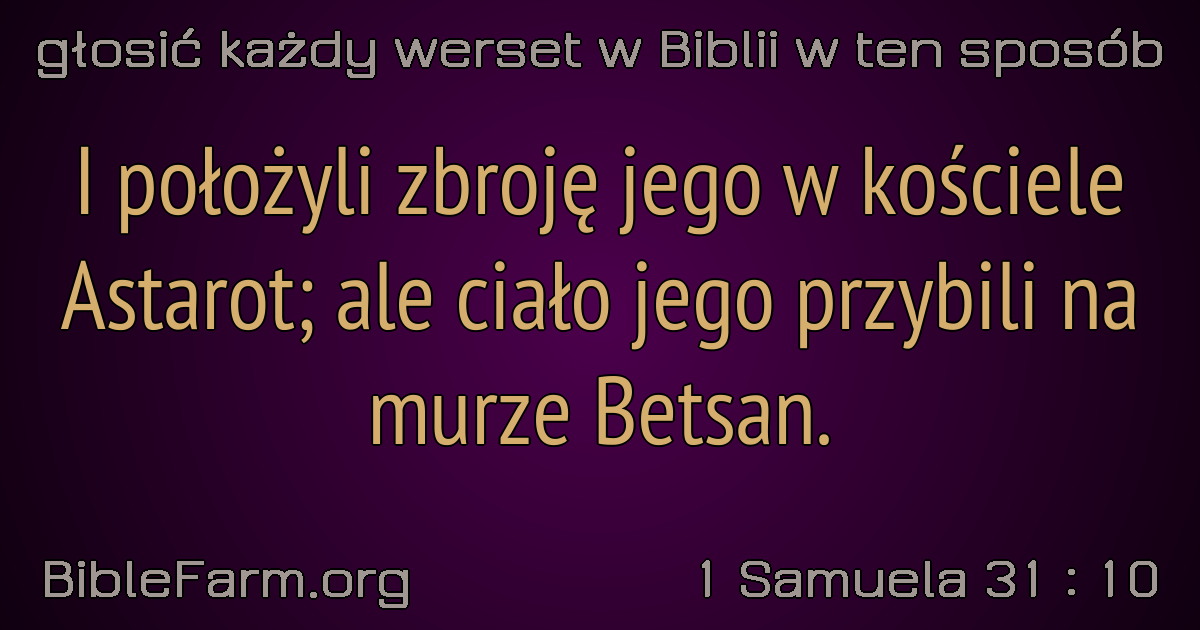 głosić każdy werset w Biblii w ten sposób
I położyli zbroję jego w kościele
Astarot; ale ciało jego przybili na
murze Betsan.
BibleFarm.org
1 Samuela 31 : 10